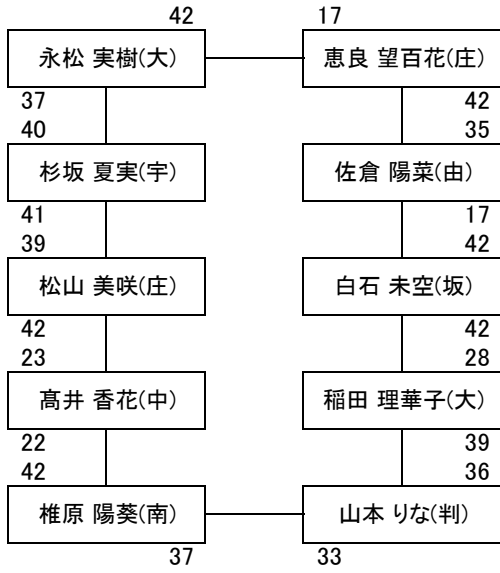 42 17
永松 実樹(大) 恵良 望百花(庄)
37 42
40 35
杉坂 夏実(宇) 佐倉 陽菜(由)
41 17
39 42
松山 美咲(庄) 白石 未空(坂)
42 42
23 28
髙井 香花(中) 稲田 理華子(大)
22 39
42 36
椎原 陽葵(南) 山本 りな(判)
37 33